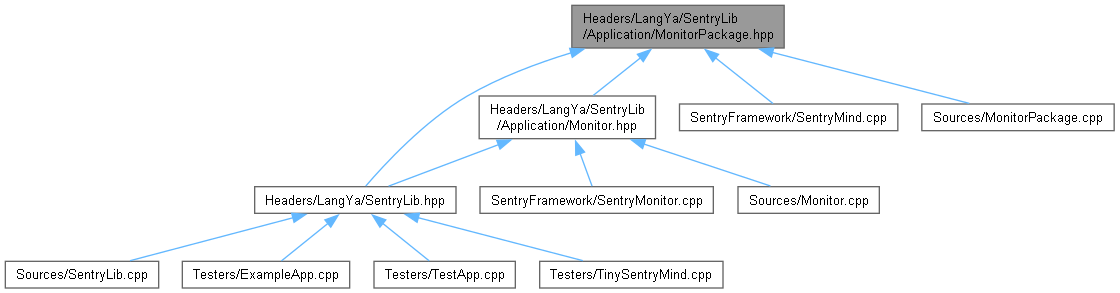 Headers/LangYa/SentryLib
/Application/MonitorPackage.hpp
Headers/LangYa/SentryLib
/Application/Monitor.hpp
SentryFramework/SentryMind.cpp
Sources/MonitorPackage.cpp
Headers/LangYa/SentryLib.hpp
SentryFramework/SentryMonitor.cpp
Sources/Monitor.cpp
Sources/SentryLib.cpp
Testers/ExampleApp.cpp
Testers/TestApp.cpp
Testers/TinySentryMind.cpp